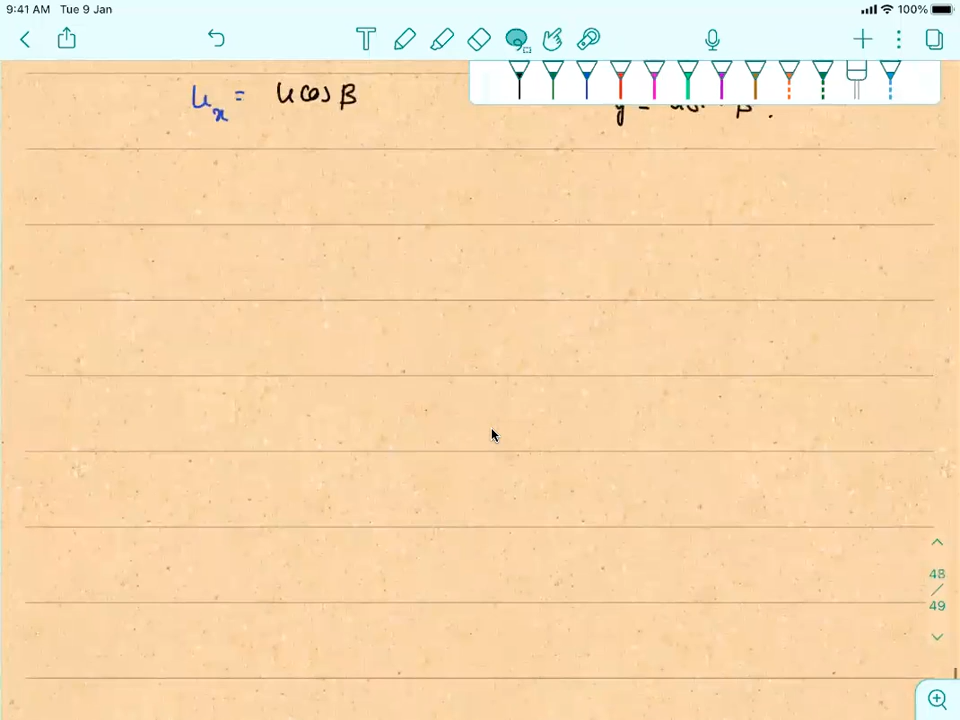 9:41 AM Tue 9 Jan 100%
T
u_x = u cos β
y = β .
48
/
49